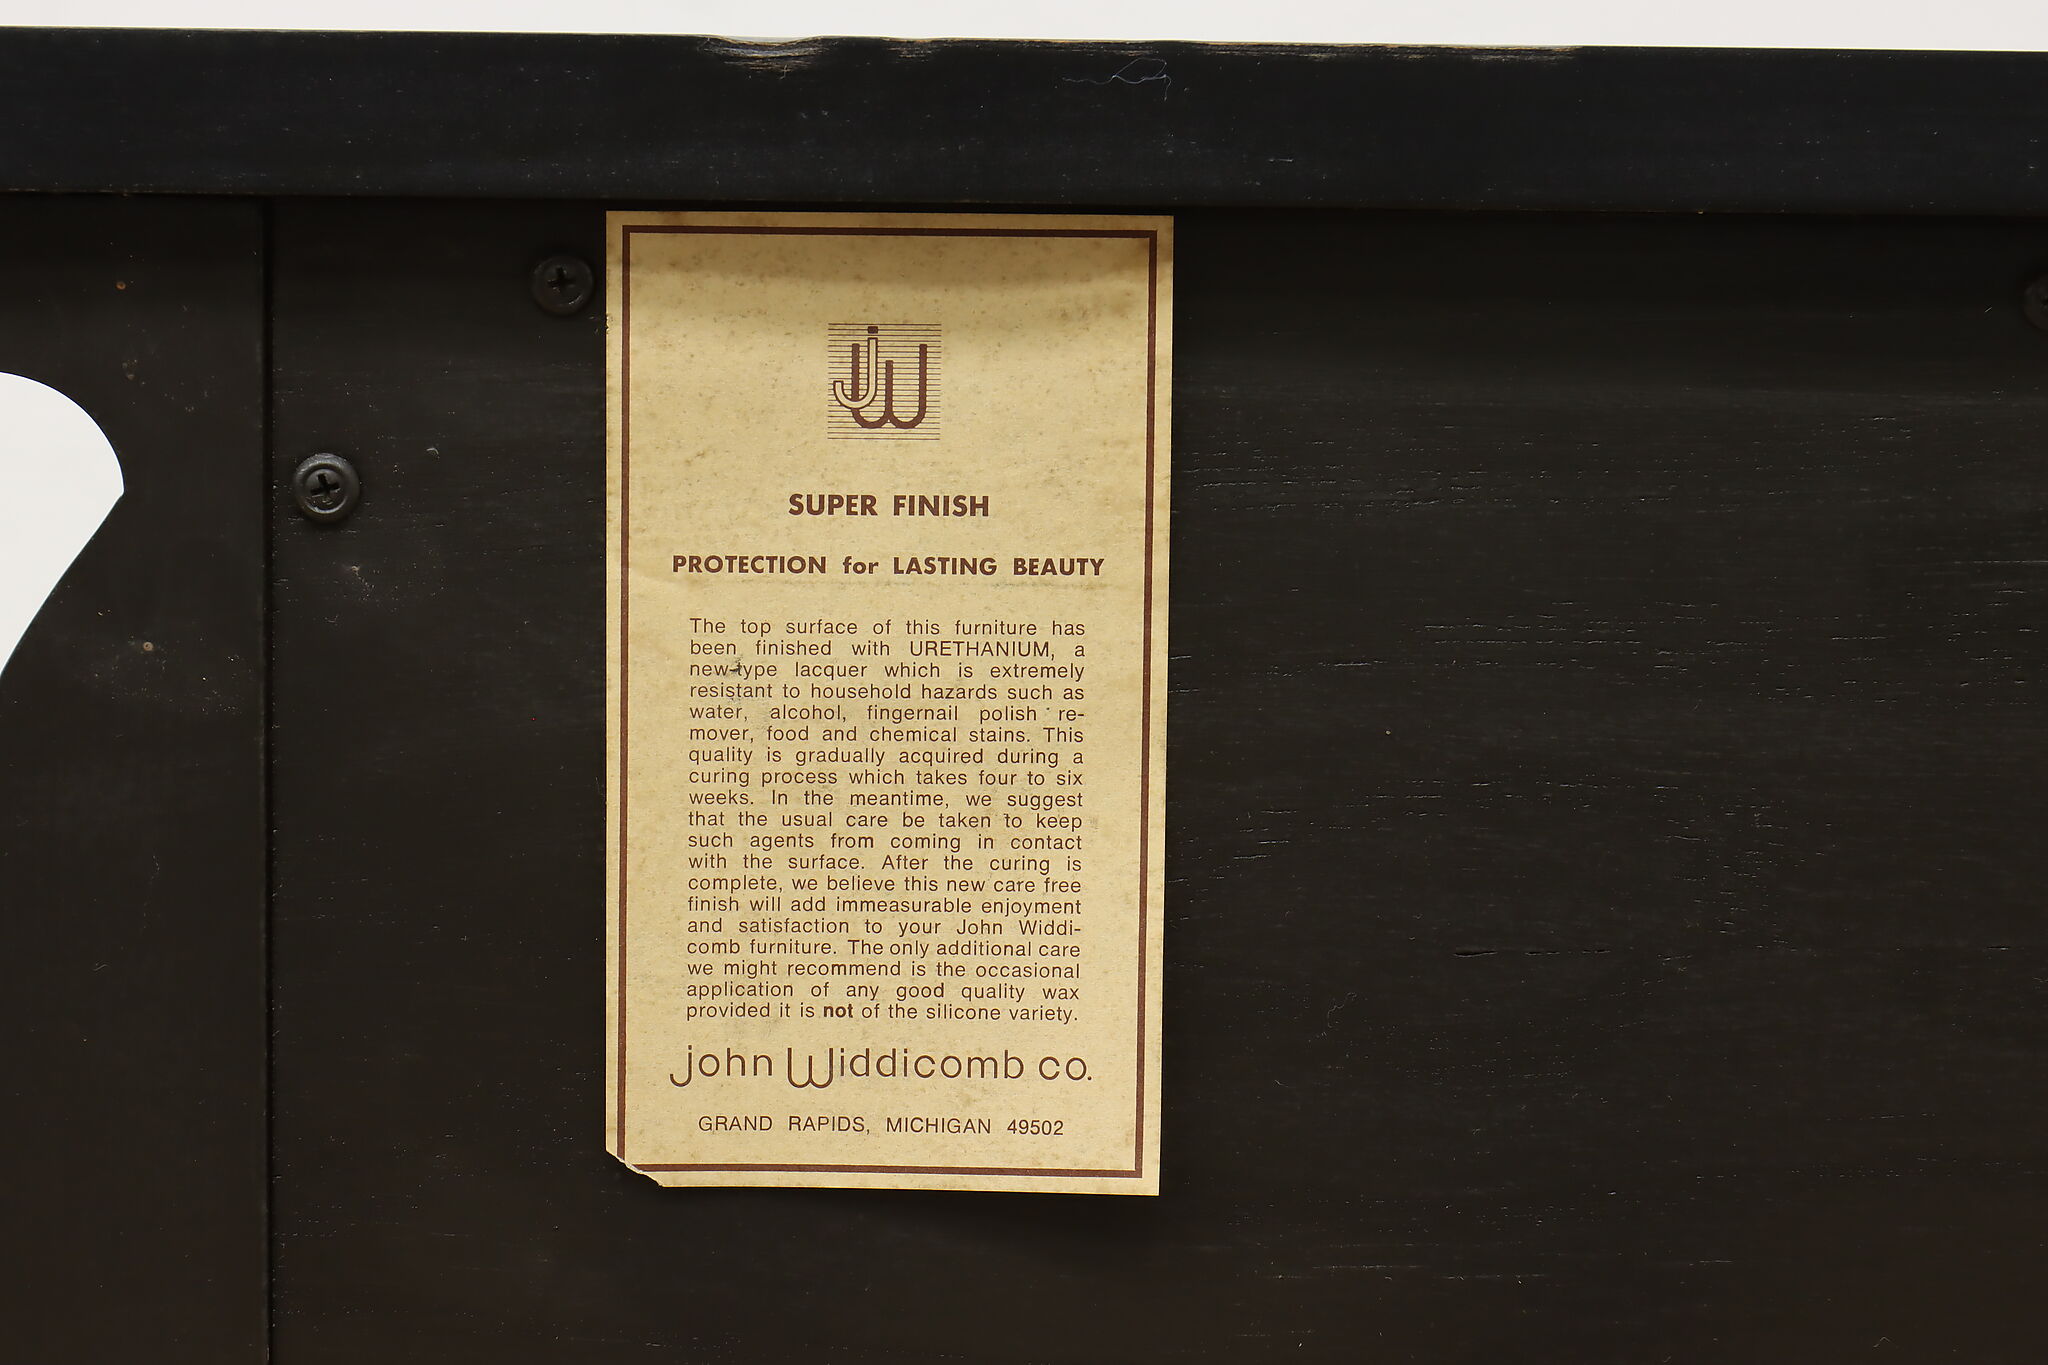 jw
SUPER FINISH
PROTECTION for LASTING BEAUTY
The top surface of this furniture has
been finished with URETHANIUM, a
new-type lacquer which is extremely
resistant to household hazards such as
water, alcohol, fingernail polish re-
mover, food and chemical stains. This
quality is gradually acquired during a
curing process which takes four to six
weeks. In the meantime, we suggest
that the usual care be taken to keep
such agents from coming in contact
with the surface. After the curing is
complete, we believe this new care free
finish will add immeasurable enjoyment
and satisfaction to your John Widdi-
comb furniture. The only additional care
we might recommend is the occasional
application of any good quality wax
provided it is not of the silicone variety.
john Widdicomb co.
GRAND RAPIDS, MICHIGAN 49502